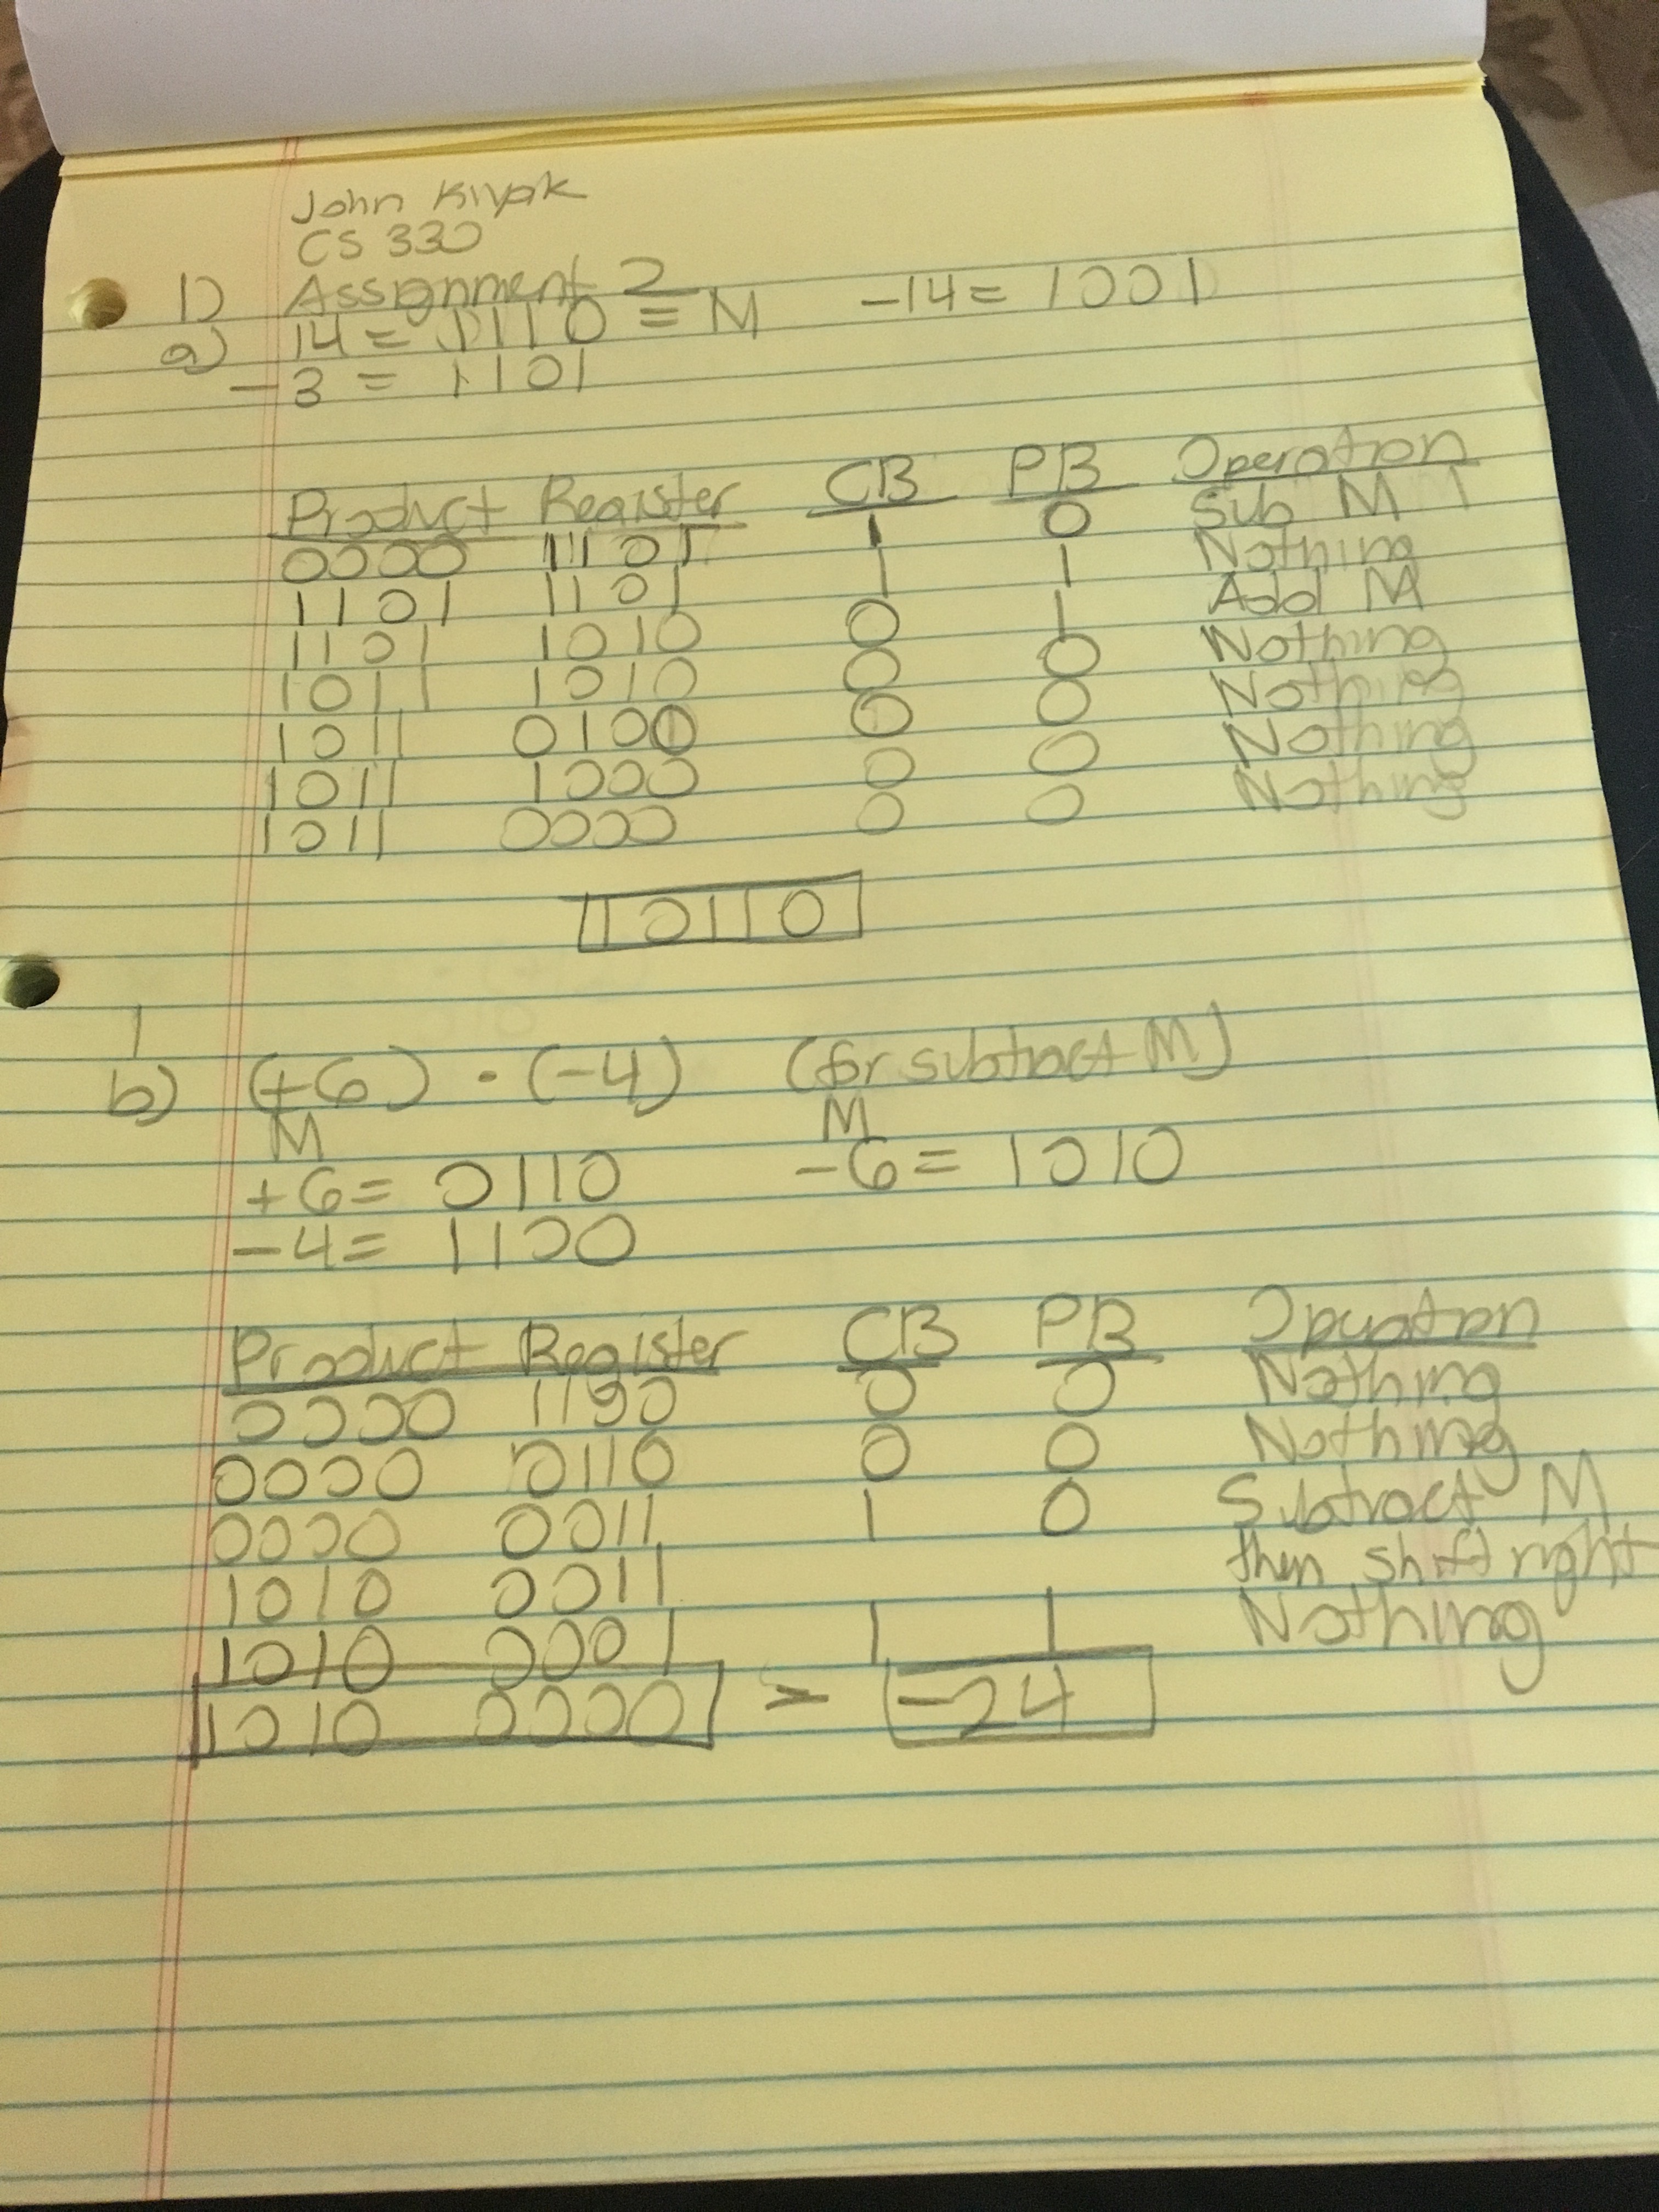 John Kiyak
CS 330
1) Assignment 2
a) 14 = 11110 = M    -14 = 1001
-3 = 1101
Product Register CB PB Operation
0000 1101 1 0 Sub M
1101 1101 1 1 Nothing
1101 1010 0 1 Add M
1011 1010 0 0 Nothing
1011 0100 0 0 Nothing
1011 1000 0 0 Nothing
1011 0000 0 0 Nothing
110110
1
b) (+6) · (-4) (for subtract M)
M M
+6 = 0110 -6 = 1010
-4 = 1100
Product Register CB PB Operation
0000 1100 0 0 Nothing
0000 0110 0 0 Nothing
0000 0011 1 0 Subtract M
then shift right
1010 0011
1010 0001 1 1 Nothing
1010 0000 > -24